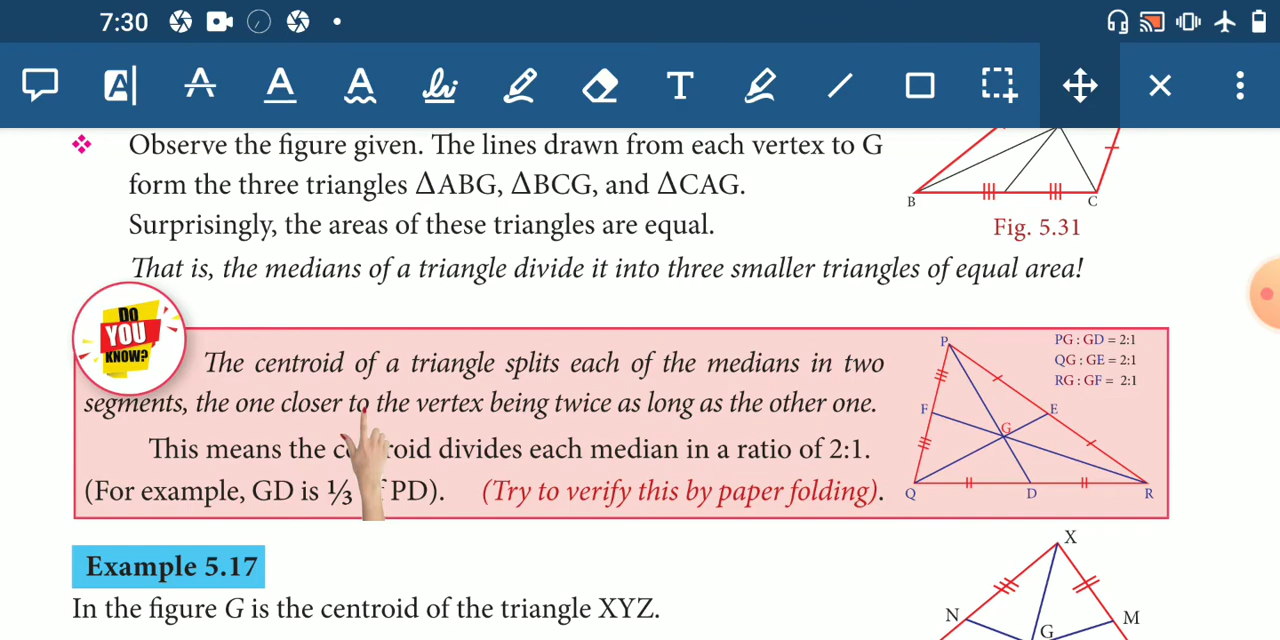 7:30
A A A A T
Observe the figure given. The lines drawn from each vertex to G
form the three triangles ΔABG, ΔBCG, and ΔCAG.
Surprisingly, the areas of these triangles are equal.
That is, the medians of a triangle divide it into three smaller triangles of equal area!
B C
Fig. 5.31
DO
YOU
KNOW?
The centroid of a triangle splits each of the medians in two
segments, the one closer to the vertex being twice as long as the other one.
This means the centroid divides each median in a ratio of 2:1.
(For example, GD is ⅓ of PD). (Try to verify this by paper folding).
P
PG : GD = 2:1
QG : GE = 2:1
RG : GF = 2:1
F E
G
Q D R
Example 5.17
In the figure G is the centroid of the triangle XYZ.
X
N M
G